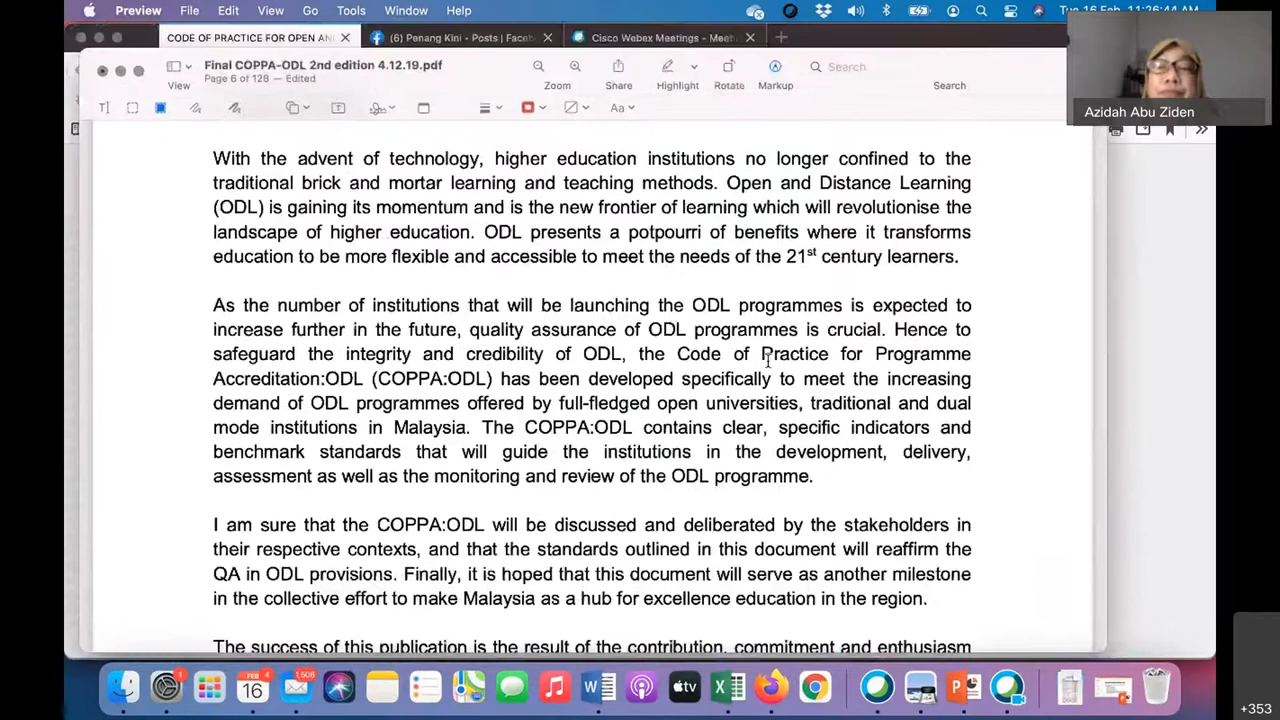 Preview File Edit View Go Tools Window Help Tue 16 Feb 11:26:44 AM
CODE OF PRACTICE FOR OPEN AN
(6) Penang Kini - Posts | Faceb
Cisco Webex Meetings - Meet
Final COPPA-ODL 2nd edition 4.12.19.pdf
Page 6 of 128 — Edited
View Zoom Share Highlight Rotate Markup Search
Search
Aa
Azidah Abu Ziden
With the advent of technology, higher education institutions no longer confined to the
traditional brick and mortar learning and teaching methods. Open and Distance Learning
(ODL) is gaining its momentum and is the new frontier of learning which will revolutionise the
landscape of higher education. ODL presents a potpourri of benefits where it transforms
education to be more flexible and accessible to meet the needs of the 21st century learners.
As the number of institutions that will be launching the ODL programmes is expected to
increase further in the future, quality assurance of ODL programmes is crucial. Hence to
safeguard the integrity and credibility of ODL, the Code of Practice for Programme
Accreditation:ODL (COPPA:ODL) has been developed specifically to meet the increasing
demand of ODL programmes offered by full-fledged open universities, traditional and dual
mode institutions in Malaysia. The COPPA:ODL contains clear, specific indicators and
benchmark standards that will guide the institutions in the development, delivery,
assessment as well as the monitoring and review of the ODL programme.
I am sure that the COPPA:ODL will be discussed and deliberated by the stakeholders in
their respective contexts, and that the standards outlined in this document will reaffirm the
QA in ODL provisions. Finally, it is hoped that this document will serve as another milestone
in the collective effort to make Malaysia as a hub for excellence education in the region.
The success of this publication is the result of the contribution, commitment and enthusiasm
FEB
16
1,506
tv
+353